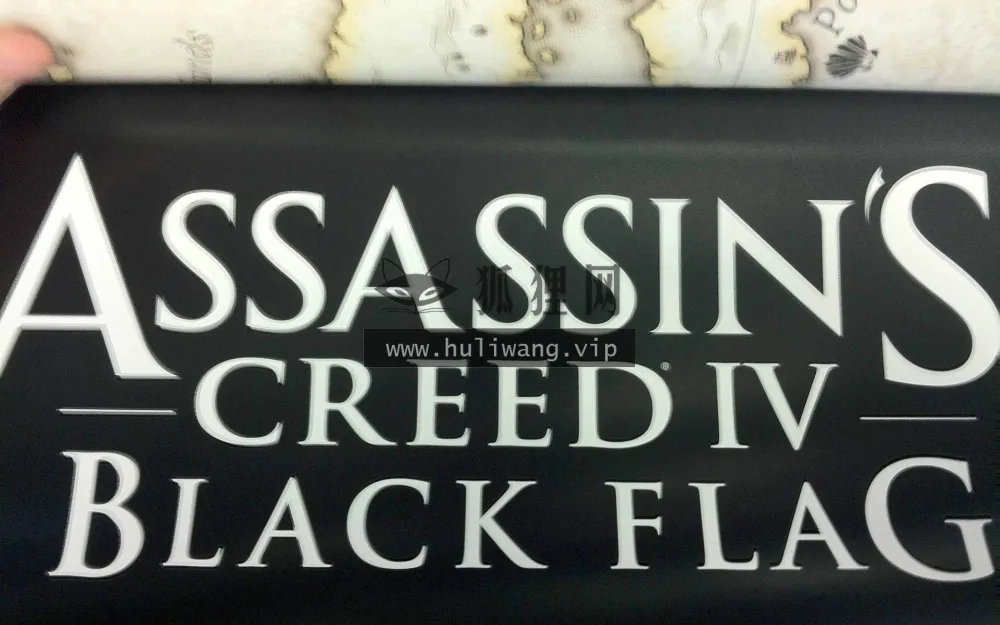 ASSASSIN'S
狐狸网
www.huliwang.vip
CREED® IV
BLACK FLAG